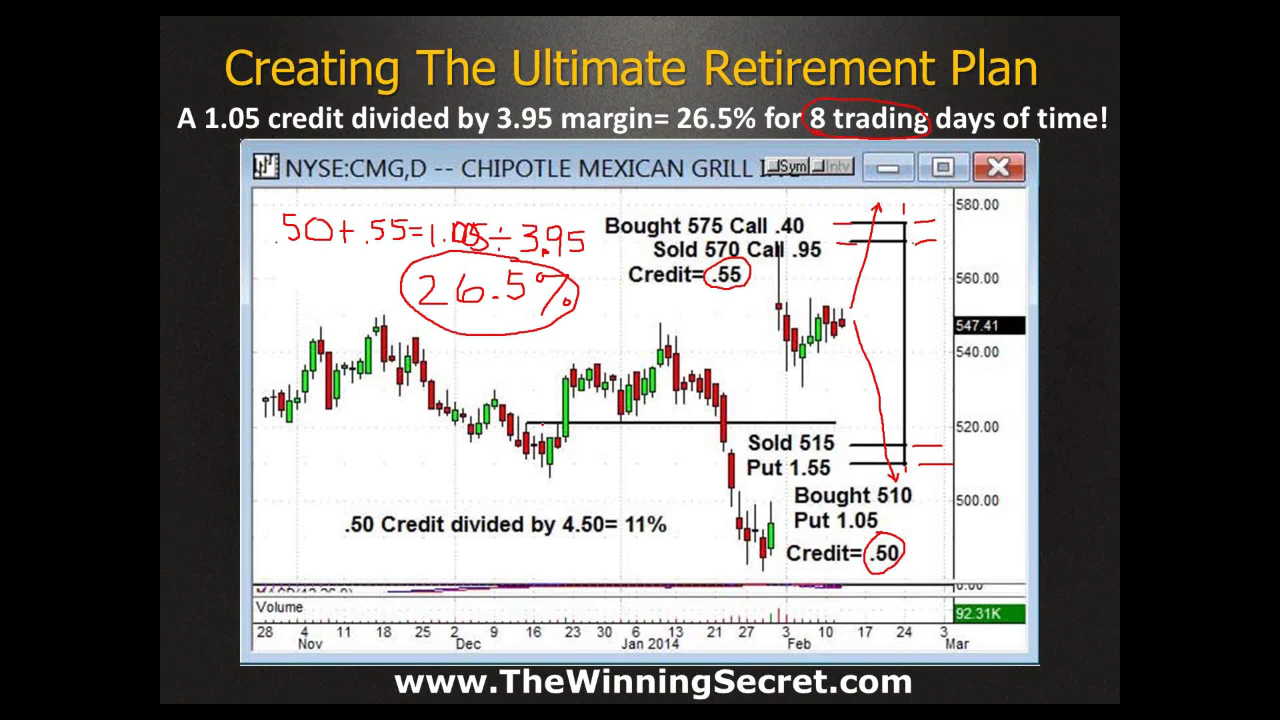 Creating The Ultimate Retirement Plan
A 1.05 credit divided by 3.95 margin= 26.5% for 8 trading days of time!
NYSE:CMG,D -- CHIPOTLE MEXICAN GRILL
Sym
Intv
.50+.55=1.05÷3.95
26.5%
Bought 575 Call .40
Sold 570 Call .95
Credit= .55
580.00
560.00
547.41
540.00
520.00
500.00
Sold 515
Put 1.55
Bought 510
Put 1.05
Credit= .50
.50 Credit divided by 4.50= 11%
0.00
Volume
92.31K
28 4 11 18 25 2 9 16 23 30 6 13 21 27 3 10 17 24 3
Nov Dec Jan 2014 Feb Mar
www.TheWinningSecret.com